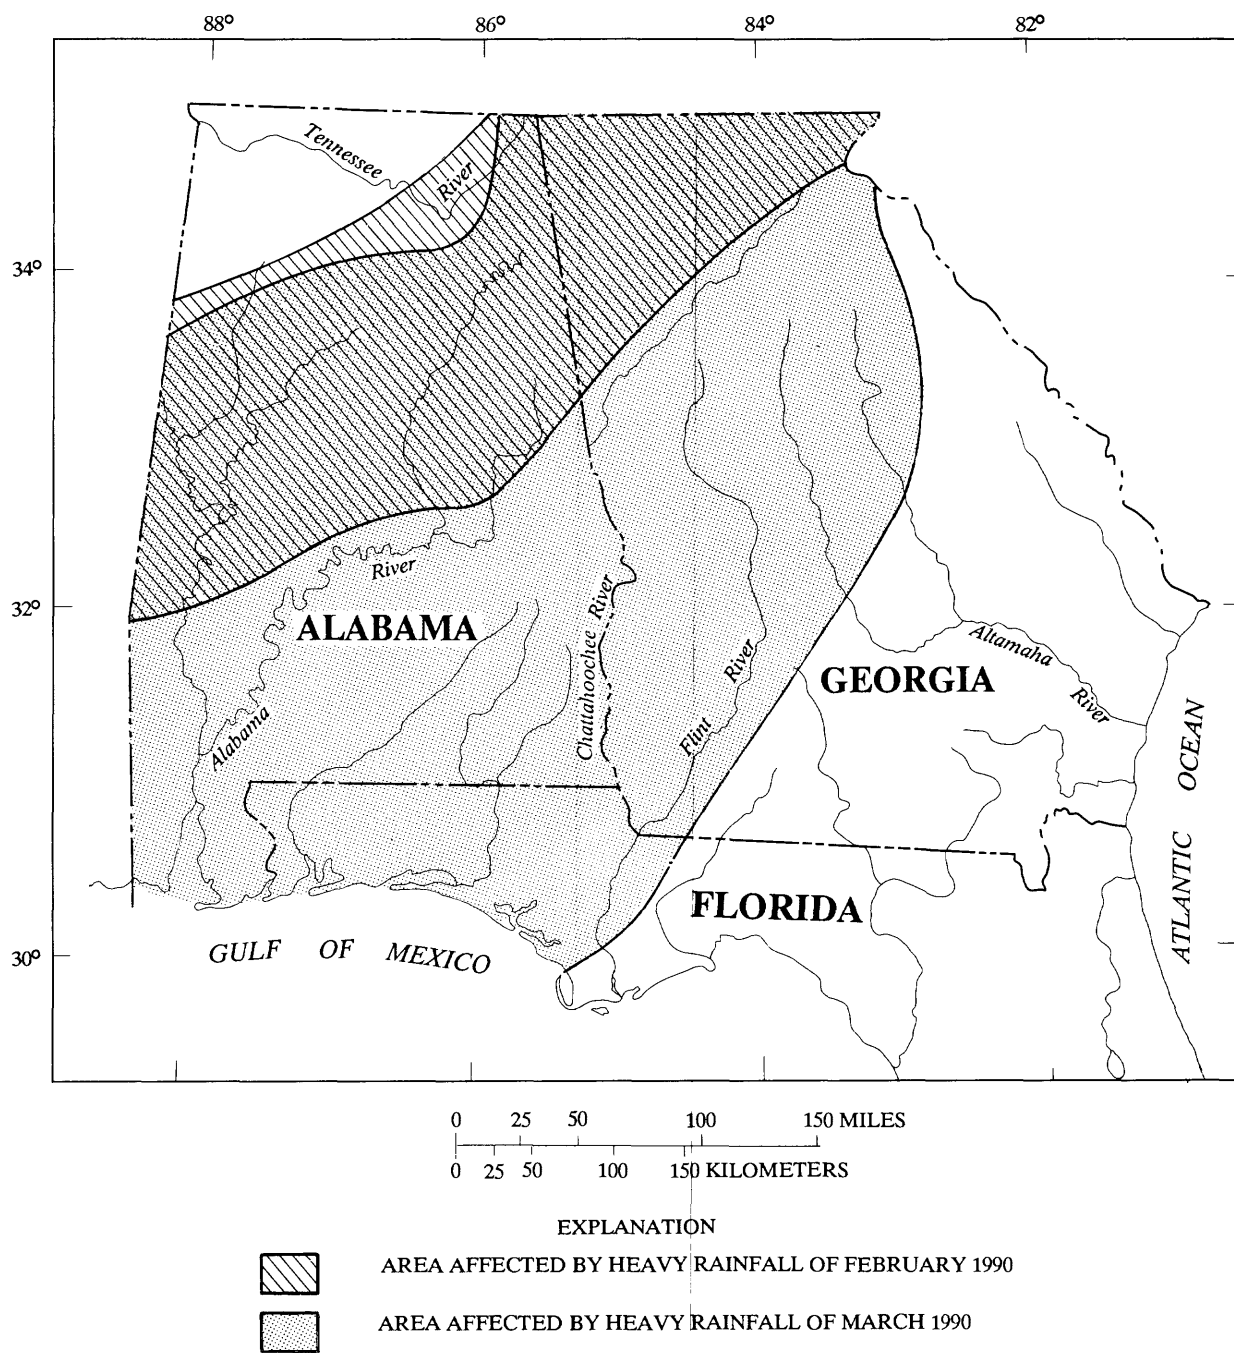 88° 86° 84° 82°
Tennessee River
34°
32°
River
ALABAMA
Chattahoochee River
River
GEORGIA
Altamaha River
Alabama
Flint
ATLANTIC OCEAN
FLORIDA
GULF OF MEXICO
30°
0 25 50 100 150 MILES
0 25 50 100 150 KILOMETERS
EXPLANATION
AREA AFFECTED BY HEAVY RAINFALL OF FEBRUARY 1990
AREA AFFECTED BY HEAVY RAINFALL OF MARCH 1990